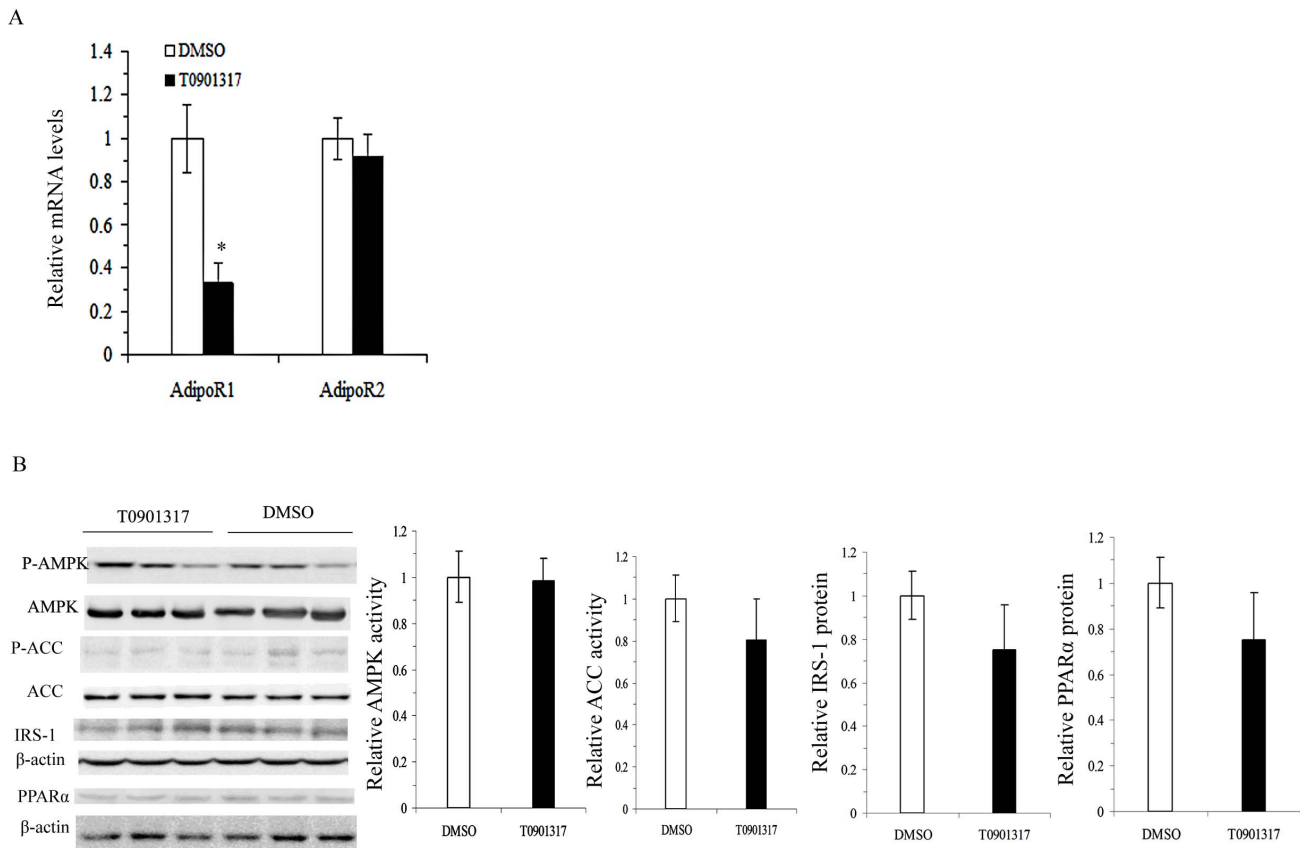 A
DMSO
T0901317
Relative mRNA levels
1.4
1.2
1
0.8
0.6
0.4
0.2
0
*
AdipoR1 AdipoR2
B
T0901317 DMSO
P-AMPK
AMPK
P-ACC
ACC
IRS-1
β-actin
PPARα
β-actin
Relative AMPK activity
1.2
1
0.8
0.6
0.4
0.2
0
DMSO T0901317
Relative ACC activity
1.2
1
0.8
0.6
0.4
0.2
0
DMSO T0901317
Relative IRS-1 protein
1.2
1
0.8
0.6
0.4
0.2
0
DMSO T0901317
Relative PPARα protein
1.2
1
0.8
0.6
0.4
0.2
0
DMSO T0901317